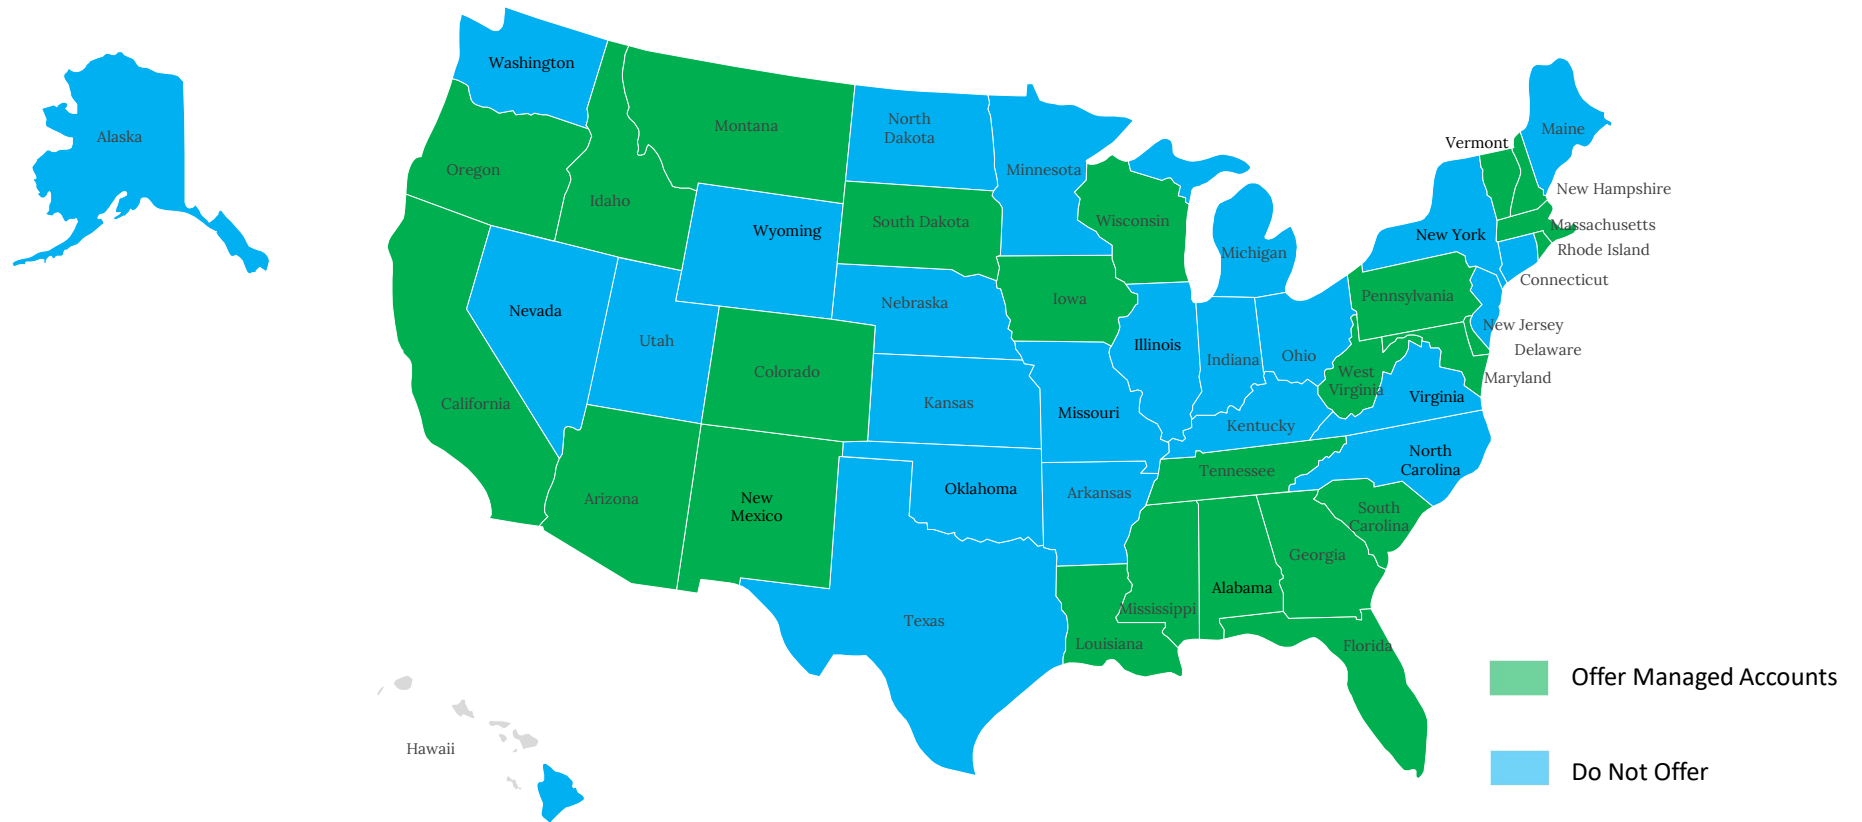 Washington
Alaska
Montana
North
Dakota
Minnesota
Maine
Vermont
Oregon
Idaho
New Hampshire
Wisconsin
South Dakota
Wyoming
Massachusetts
New York
Rhode Island
Michigan
Connecticut
Nebraska
Iowa
Pennsylvania
Nevada
New Jersey
Utah
Illinois
Delaware
Indiana
Ohio
Colorado
West
Virginia
Maryland
California
Kansas
Missouri
Virginia
Kentucky
North
Carolina
Tennessee
Arizona
New
Mexico
Oklahoma
Arkansas
South
Carolina
Georgia
Alabama
Mississippi
Texas
Louisiana
Florida
Hawaii
Offer Managed Accounts
Do Not Offer